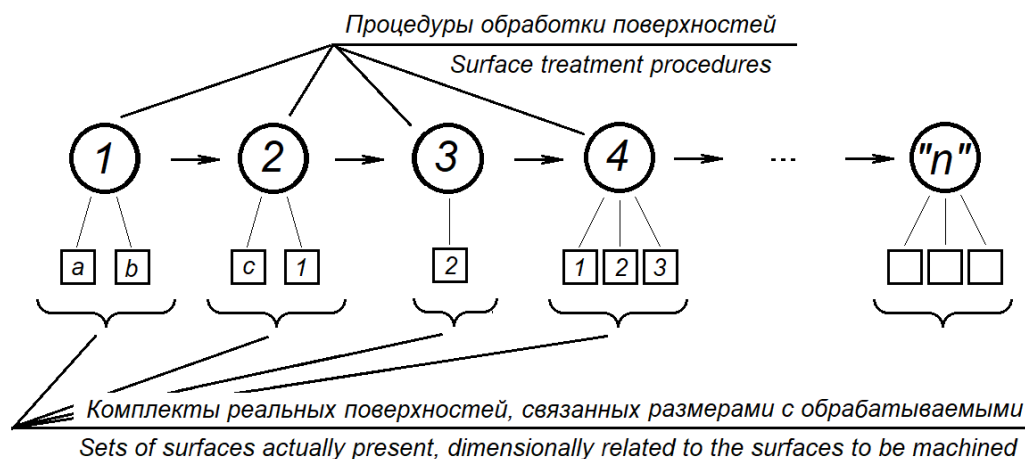 Процедуры обработки поверхностей
Surface treatment procedures
1 2 3 4 ... "n"
a b c 1 2 1 2 3
Комплекты реальных поверхностей, связанных размерами с обрабатываемыми
Sets of surfaces actually present, dimensionally related to the surfaces to be machined